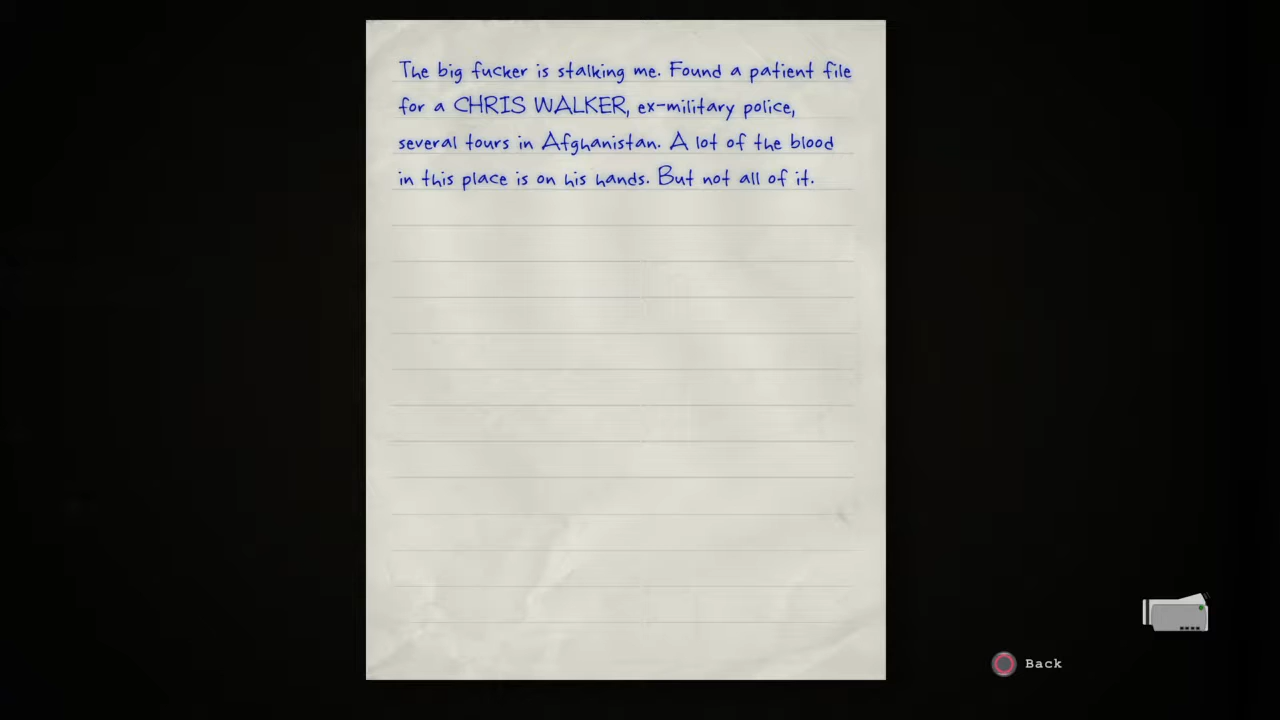 The big fucker is stalking me. Found a patient file
for a CHRIS WALKER, ex-military police,
several tours in Afghanistan. A lot of the blood
in this place is on his hands. But not all of it.
Back